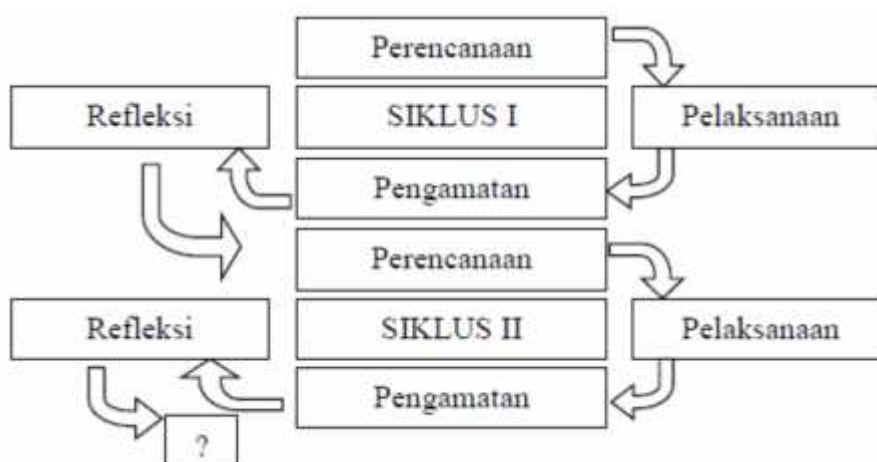 Perencanaan
Refleksi
SIKLUS I
Pelaksanaan
Pengamatan
Perencanaan
Refleksi
SIKLUS II
Pelaksanaan
Pengamatan
?